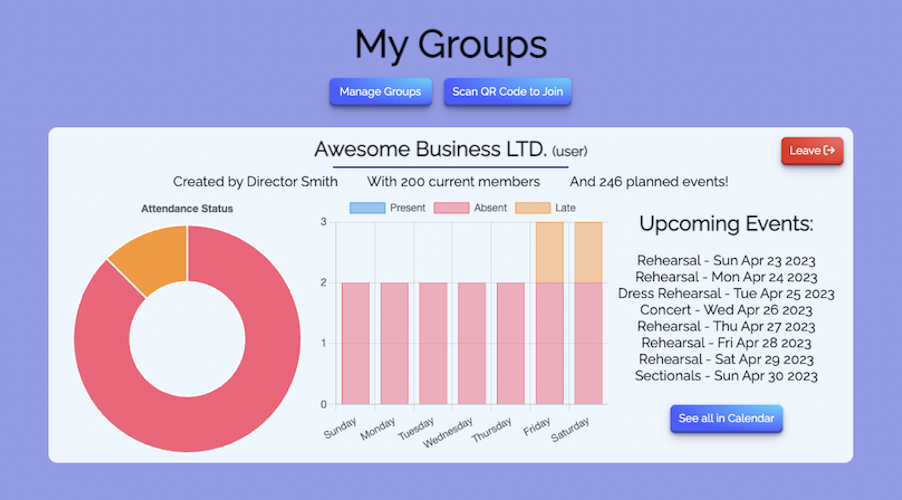 My Groups
Manage Groups Scan QR Code to Join
Awesome Business LTD. (user)
Leave
Created by Director Smith With 200 current members And 246 planned events!
Attendance Status
Present Absent Late
3
2
1
0
Sunday Monday Tuesday Wednesday Thursday Friday Saturday
Upcoming Events:
Rehearsal - Sun Apr 23 2023
Rehearsal - Mon Apr 24 2023
Dress Rehearsal - Tue Apr 25 2023
Concert - Wed Apr 26 2023
Rehearsal - Thu Apr 27 2023
Rehearsal - Fri Apr 28 2023
Rehearsal - Sat Apr 29 2023
Sectionals - Sun Apr 30 2023
See all in Calendar